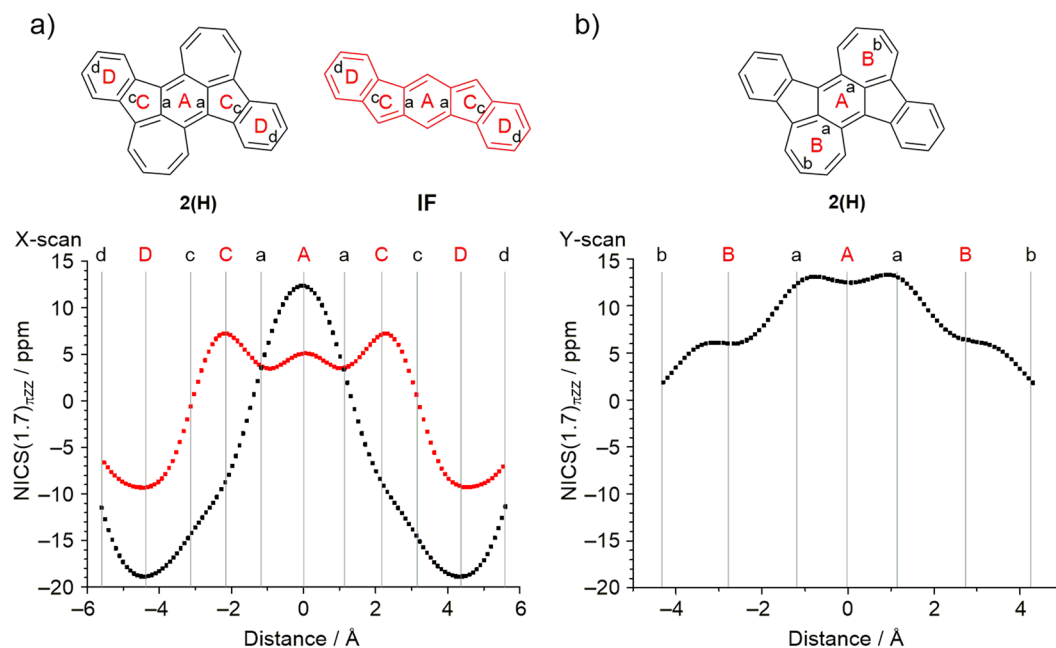 a)
b)
d D c C a A a C c D d
d D c C a A a C c D d
b B a A a B b
2(H)
IF
2(H)
X-scan
d D c C a A a C c D d
15
10
5
0
–5
–10
–15
–20
NICS(1.7)πZZ / ppm
–6 –4 –2 0 2 4 6
Distance / Å
Y-scan
b B a A a B b
15
10
5
0
–5
–10
–15
–20
NICS(1.7)πZZ / ppm
–4 –2 0 2 4
Distance / Å